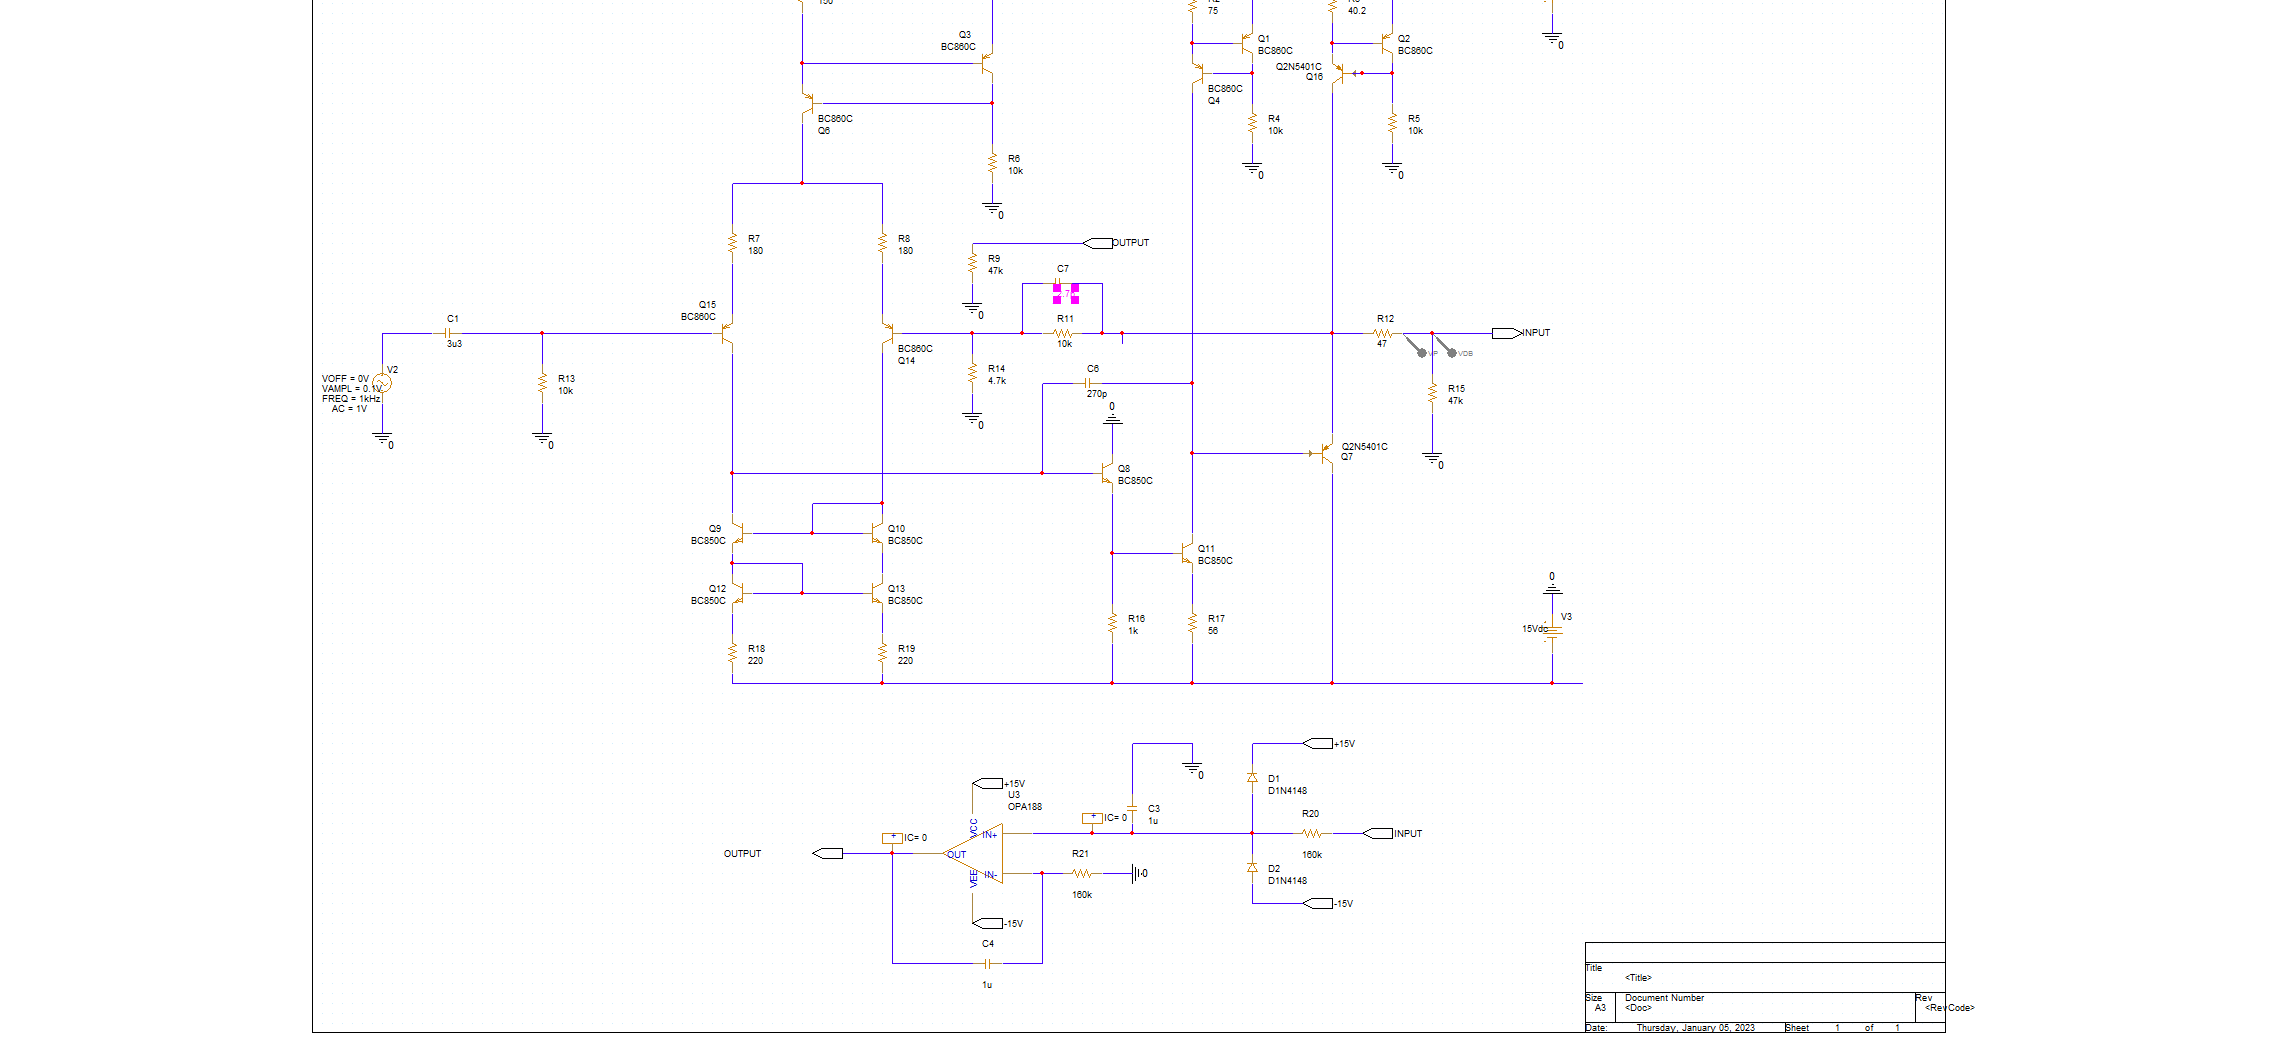 75
40.2
Q3
BC860C
Q1
BC860C
Q2
BC860C
0
Q2N5401C
Q16
BC860C
Q4
BC860C
Q6
R4
10k
R5
10k
R6
10k
0
0
0
R7
180
R8
180
OUTPUT
R9
47k
C7
0
Q15
BC860C
C1
3u3
R11
10k
R12
47
INPUT
VP
VDB
BC860C
Q14
V2
VOFF = 0V
VAMPL = 0.1V
FREQ = 1kHz
AC = 1V
R13
10k
R14
4.7k
C6
270p
0
R15
47k
0
0
0
0
Q2N5401C
Q7
Q8
BC850C
Q9
BC850C
Q10
BC850C
Q11
BC850C
Q12
BC850C
Q13
BC850C
0
V3
15Vdc
R16
1k
R17
56
R18
220
R19
220
+15V
0
D1
D1N4148
+15V
U3
OPA188
C3
1u
IC= 0
IC= 0
VCC
IN+
OUT
VEE
IN-
R20
160k
INPUT
OUTPUT
R21
160k
0
D2
D1N4148
-15V
-15V
C4
1u
Title
<Title>
Size
A3
Document Number
<Doc>
Rev
<RevCode>
Date:
Thursday, January 05, 2023
Sheet
1
of
1